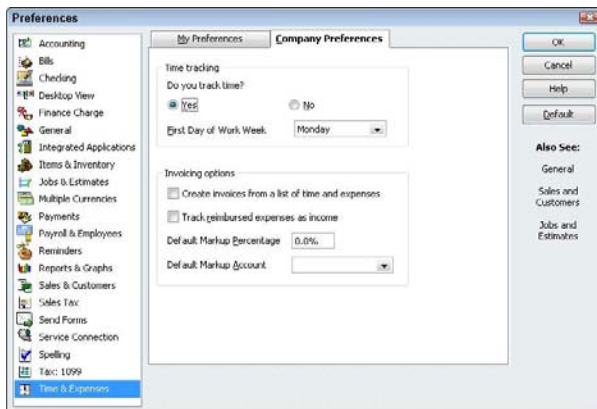 Preferences
Accounting
Bills
Checking
Desktop View
Finance Charge
General
Integrated Applications
Items & Inventory
Jobs & Estimates
Multiple Currencies
Payments
Payroll & Employees
Reminders
Reports & Graphs
Sales & Customers
Sales Tax
Send Forms
Service Connection
Spelling
Tax: 1099
Time & Expenses
My Preferences
Company Preferences
Time tracking
Do you track time?
Yes No
First Day of Work Week Monday
Invoicing options
Create invoices from a list of time and expenses
Track reimbursed expenses as income
Default Markup Percentage 0.0%
Default Markup Account
OK
Cancel
Help
Default
Also See:
General
Sales and
Customers
Jobs and
Estimates